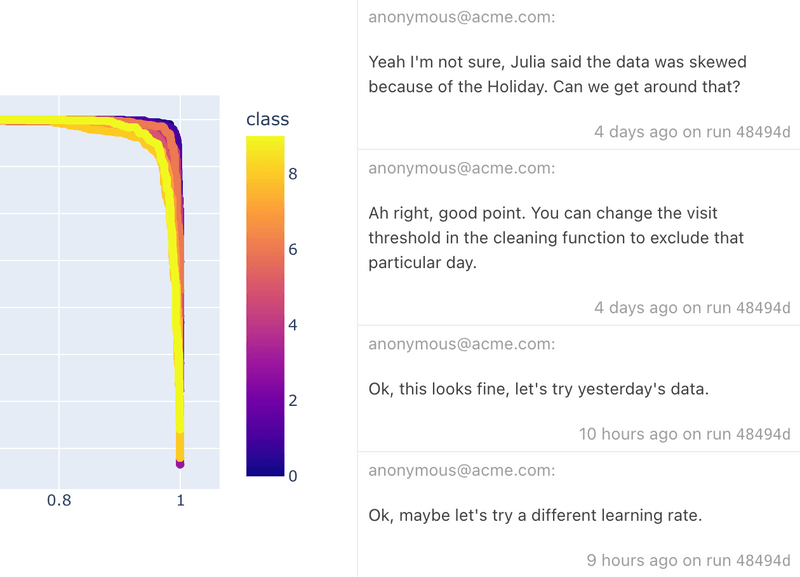 class
8
6
4
2
0
0.8
1
anonymous@acme.com:
Yeah I'm not sure, Julia said the data was skewed
because of the Holiday. Can we get around that?
4 days ago on run 48494d
anonymous@acme.com:
Ah right, good point. You can change the visit
threshold in the cleaning function to exclude that
particular day.
4 days ago on run 48494d
anonymous@acme.com:
Ok, this looks fine, let's try yesterday's data.
10 hours ago on run 48494d
anonymous@acme.com:
Ok, maybe let's try a different learning rate.
9 hours ago on run 48494d